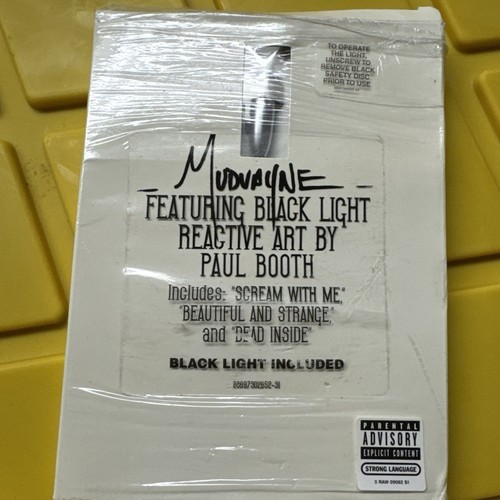 TO OPERATE
THE LIGHT,
UNSCREW TO
REMOVE BLACK
SAFETY DISC
PRIOR TO USE
MUDVAYNE
FEATURING BLACK LIGHT
REACTIVE ART BY
PAUL BOOTH
Includes: "SCREAM WITH ME,"
"BEAUTIFUL AND STRANGE,"
and "DEAD INSIDE"
BLACK LIGHT INCLUDED
PARENTAL
ADVISORY
EXPLICIT CONTENT
STRONG LANGUAGE